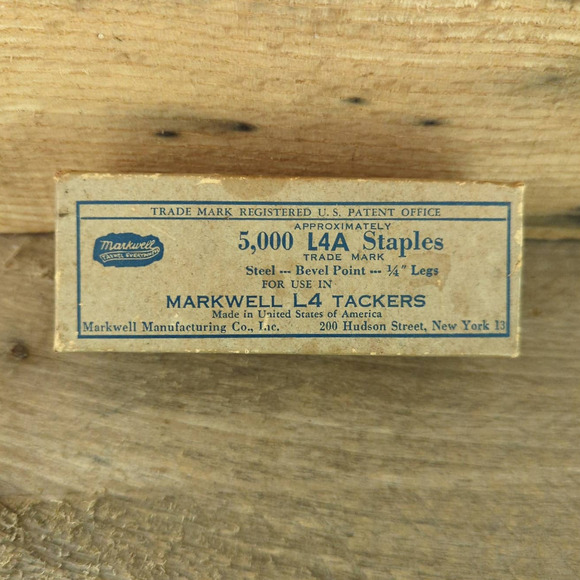 TRADE MARK REGISTERED U. S. PATENT OFFICE
Markwell
APPROXIMATELY
5,000 L4A Staples
TRADE MARK
Steel --- Bevel Point --- ¼" Legs
FOR USE IN
MARKWELL L4 TACKERS
Made in United States of America
Markwell Manufacturing Co., Inc. 200 Hudson Street, New York 13